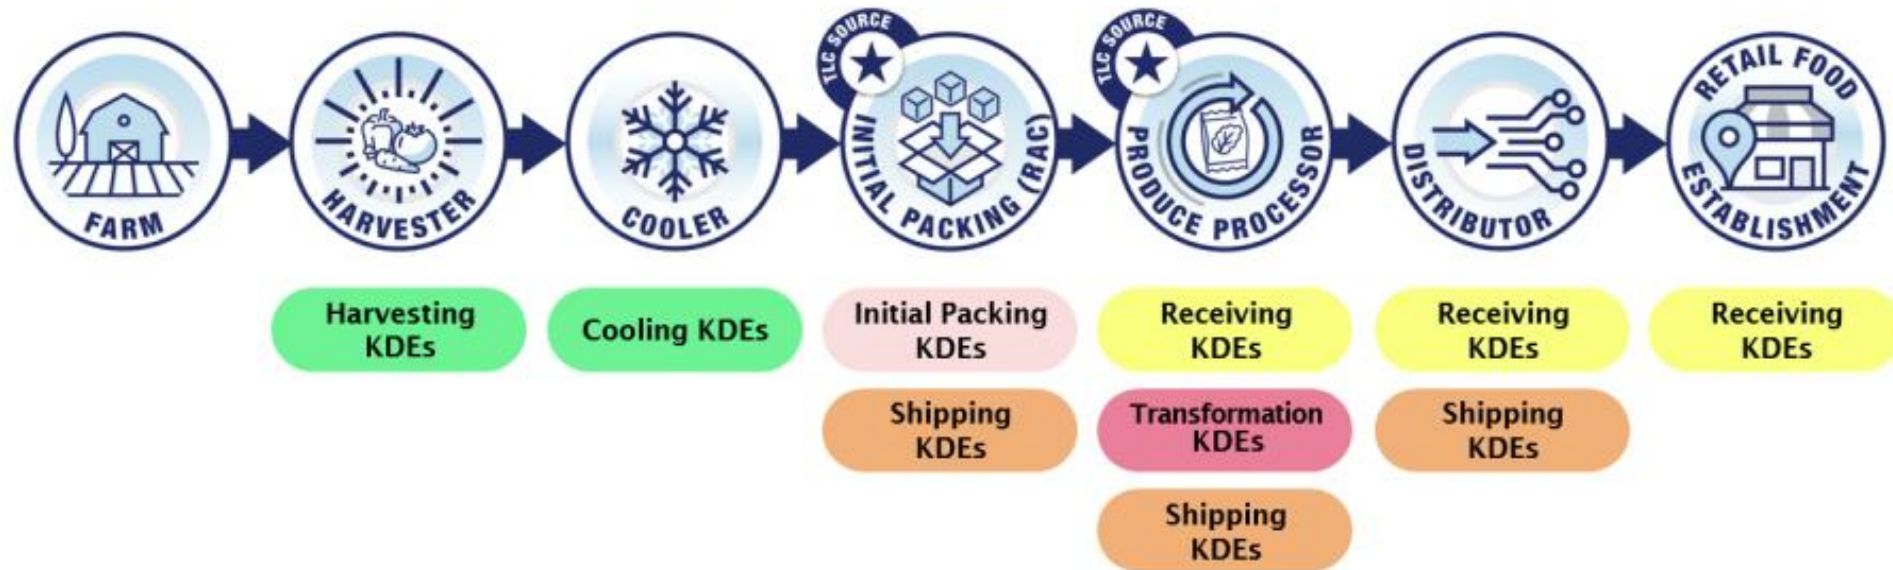 FARM
HARVESTER
COOLER
TLC SOURCE
INITIAL PACKING (RAC)
TLC SOURCE
PRODUCE PROCESSOR
DISTRIBUTOR
RETAIL FOOD
ESTABLISHMENT
Harvesting
KDEs
Cooling KDEs
Initial Packing
KDEs
Shipping
KDEs
Receiving
KDEs
Transformation
KDEs
Shipping
KDEs
Receiving
KDEs
Shipping
KDEs
Receiving
KDEs